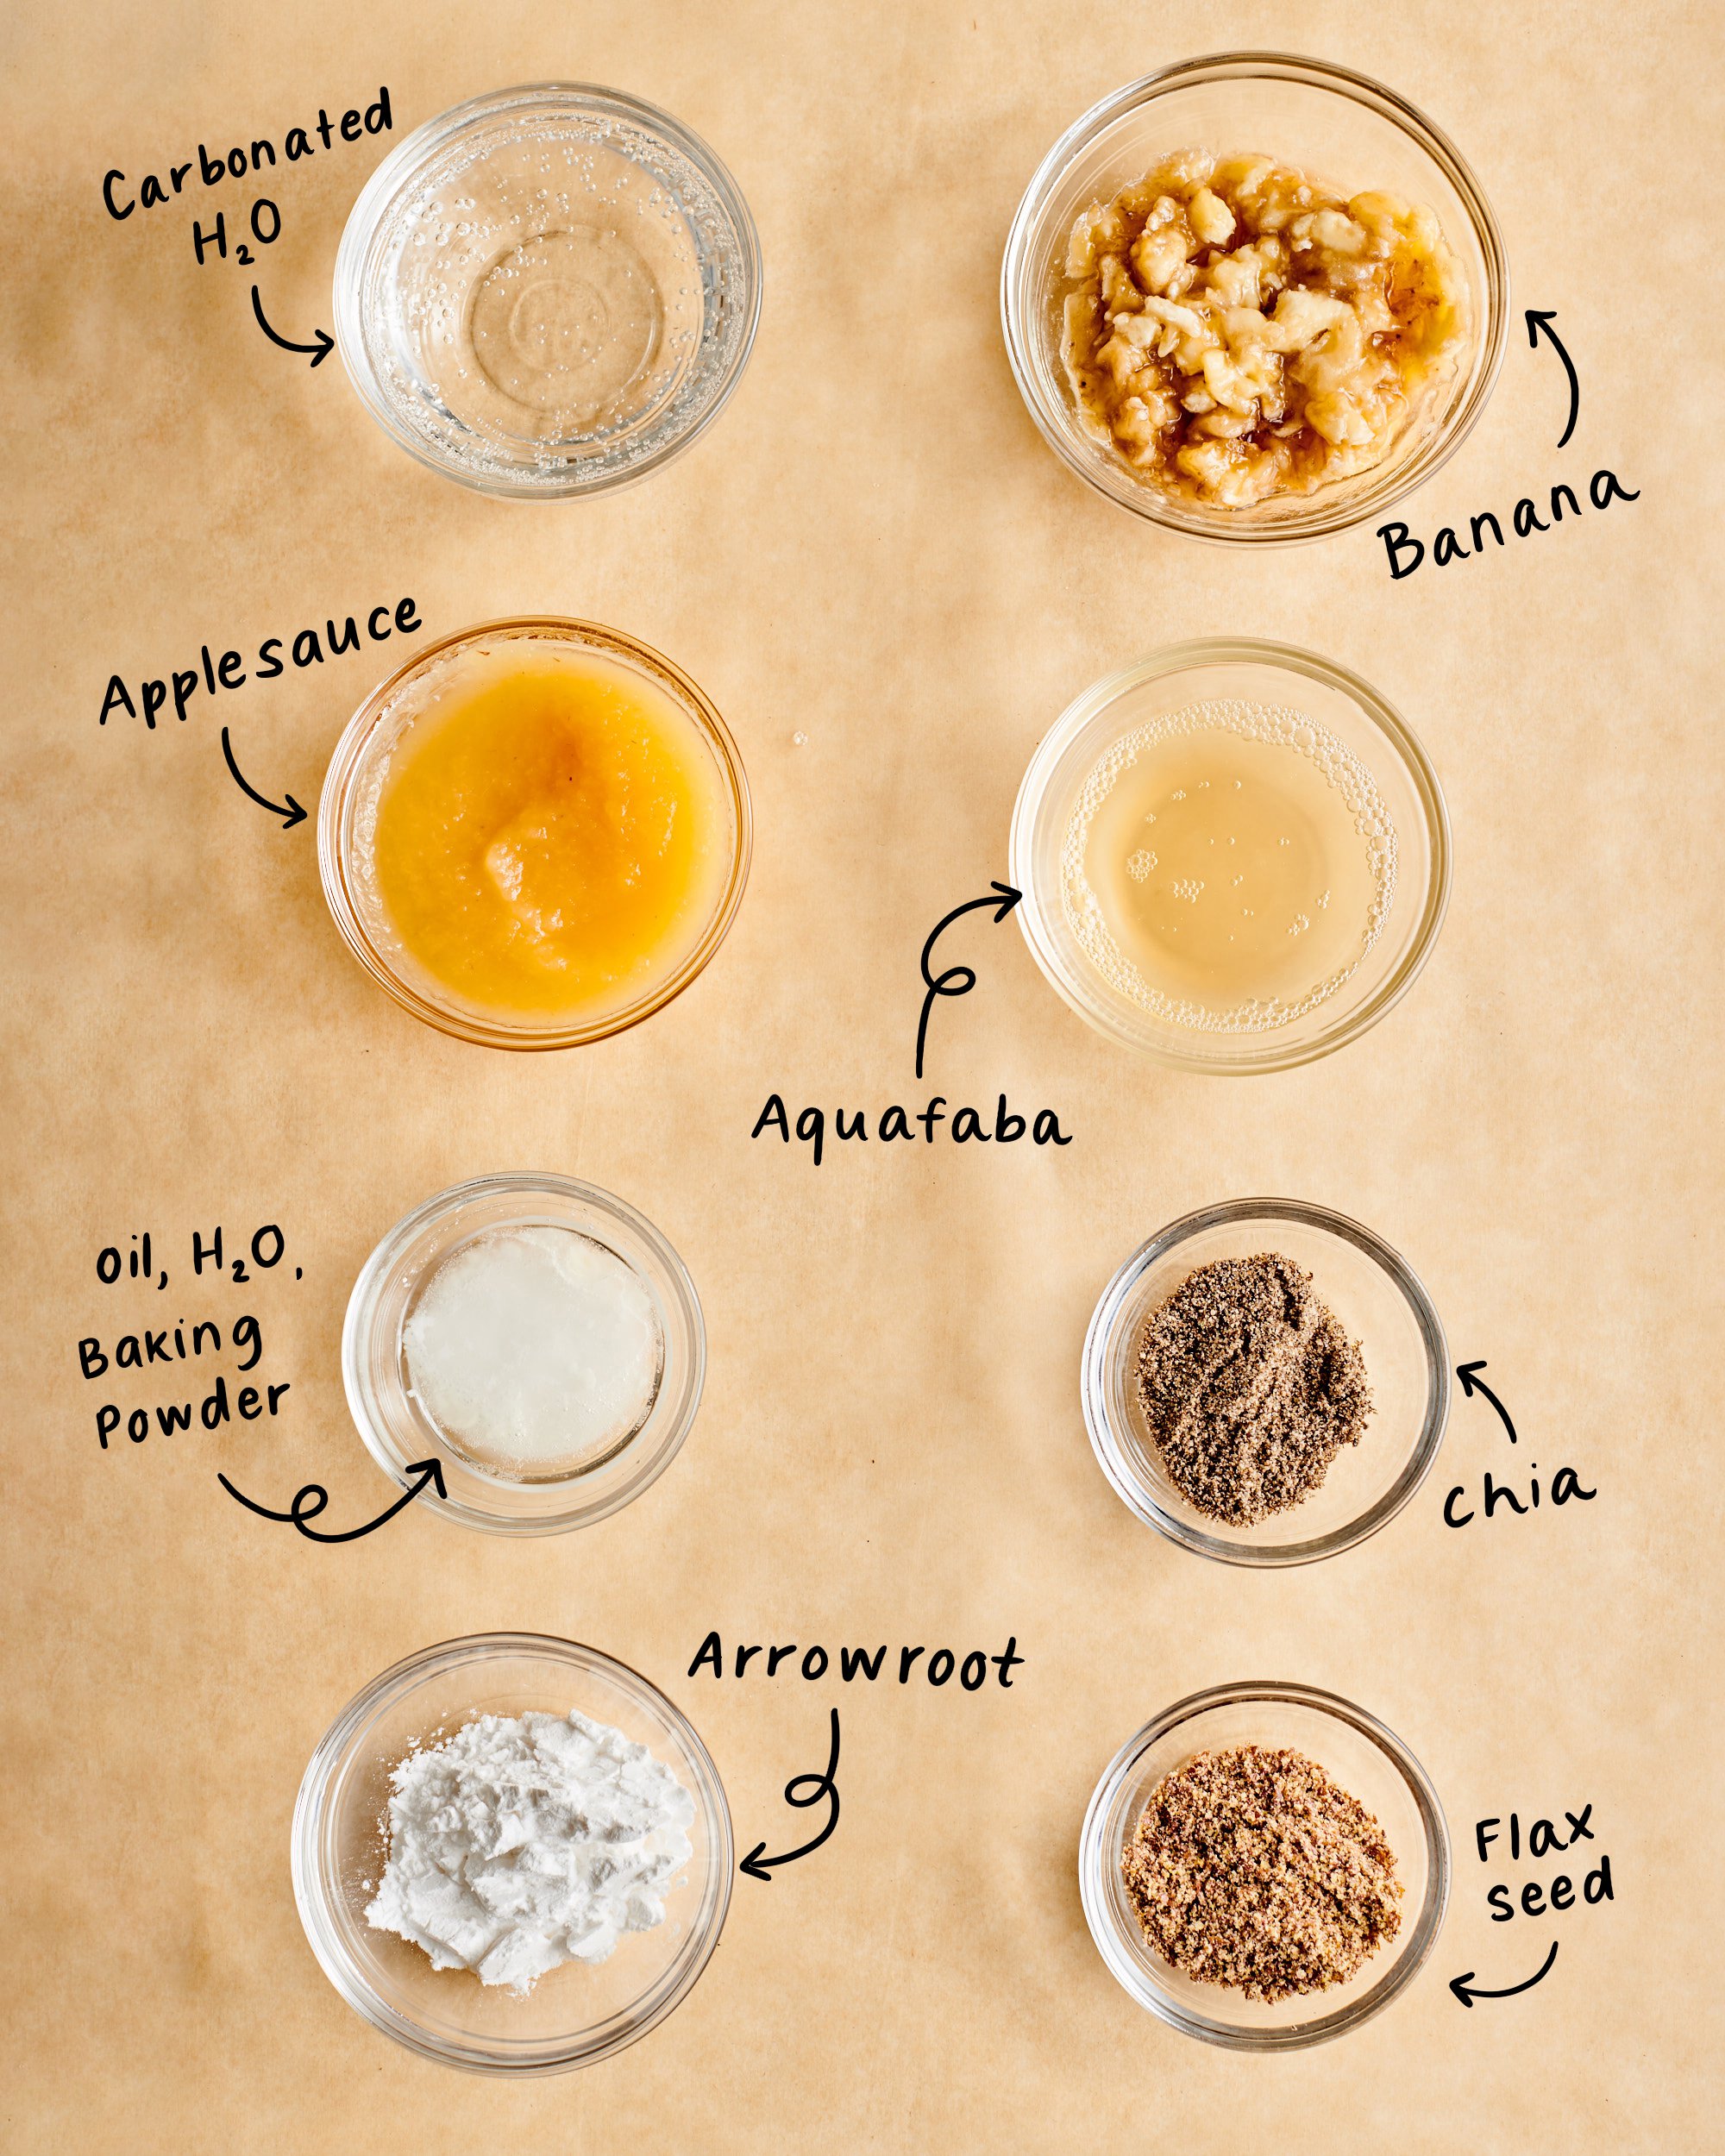 Carbonated
H₂O
Banana
Applesauce
Aquafaba
oil, H₂O,
Baking
Powder
chia
Arrowroot
Flax
seed